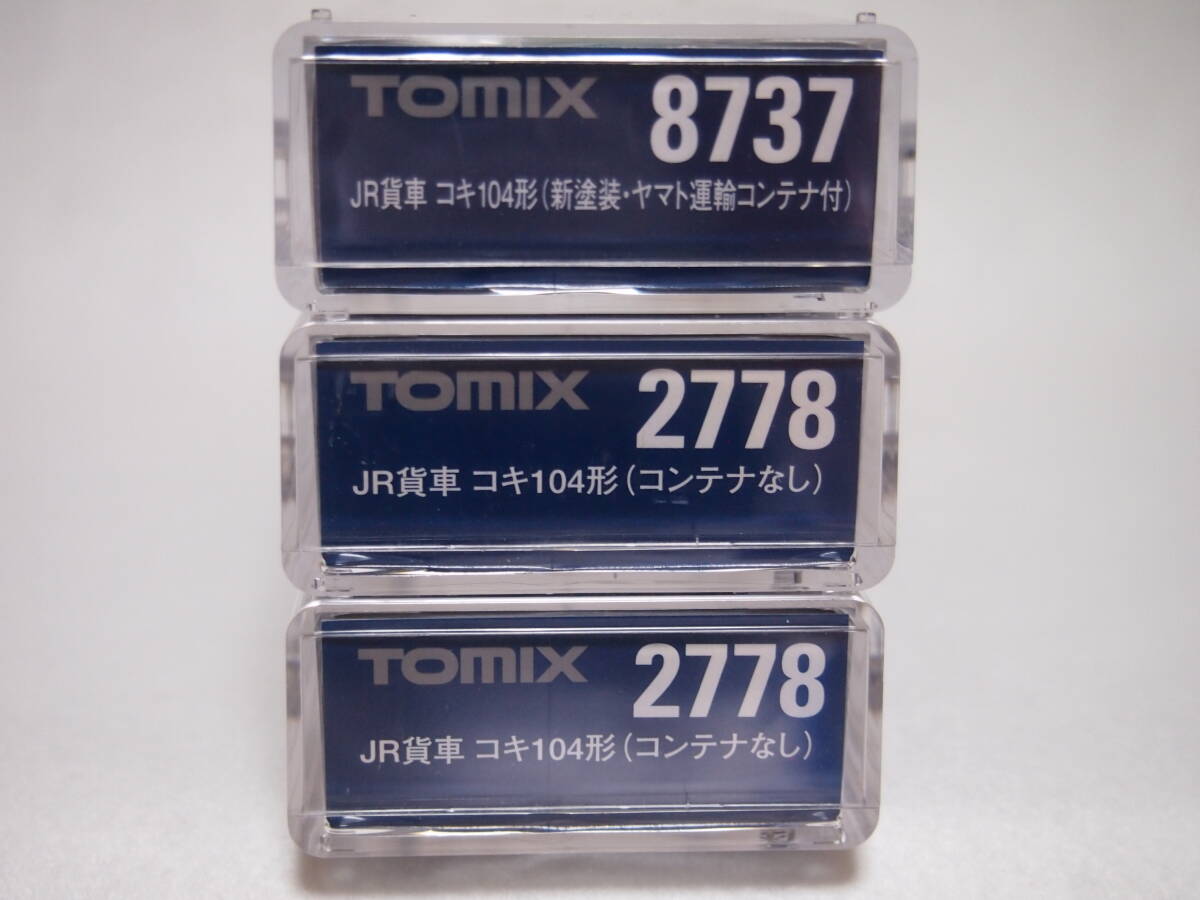 TOMIX 8737
JR貨車 コキ104形(新塗装・ヤマト運輸コンテナ付)
TOMIX 2778
JR貨車 コキ104形(コンテナなし)
TOMIX 2778
JR貨車 コキ104形(コンテナなし)